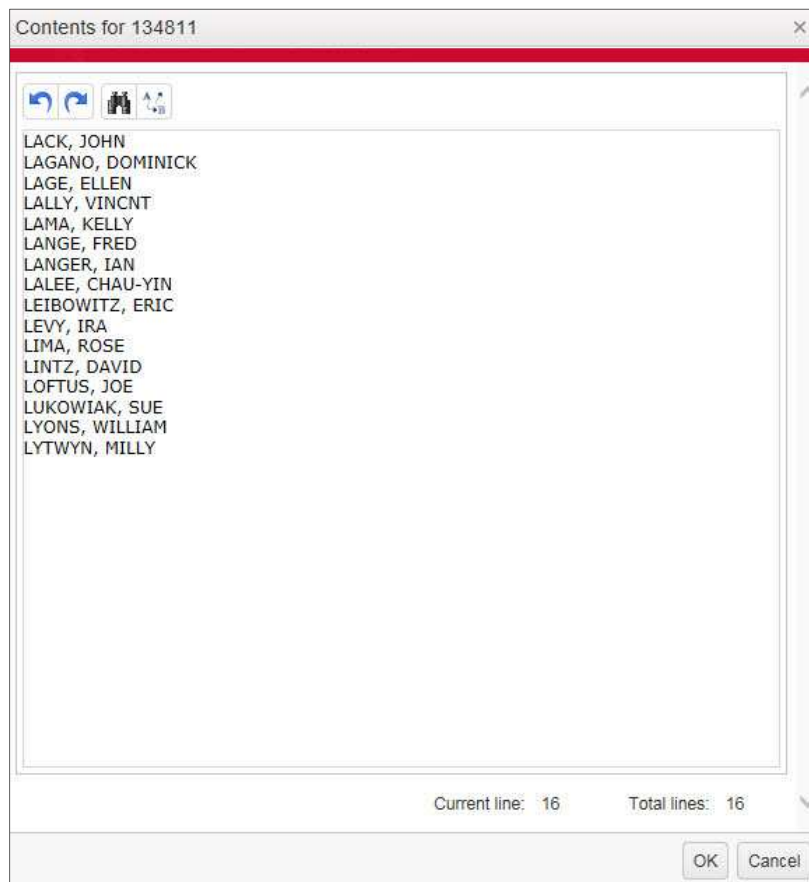 Contents for 134811
LACK, JOHN
LAGANO, DOMINICK
LAGE, ELLEN
LALLY, VINCNT
LAMA, KELLY
LANGE, FRED
LANGER, IAN
LALEE, CHAU-YIN
LEIBOWITZ, ERIC
LEVY, IRA
LIMA, ROSE
LINTZ, DAVID
LOFTUS, JOE
LUKOWIAK, SUE
LYONS, WILLIAM
LYTWYN, MILLY
Current line: 16 Total lines: 16
OK Cancel